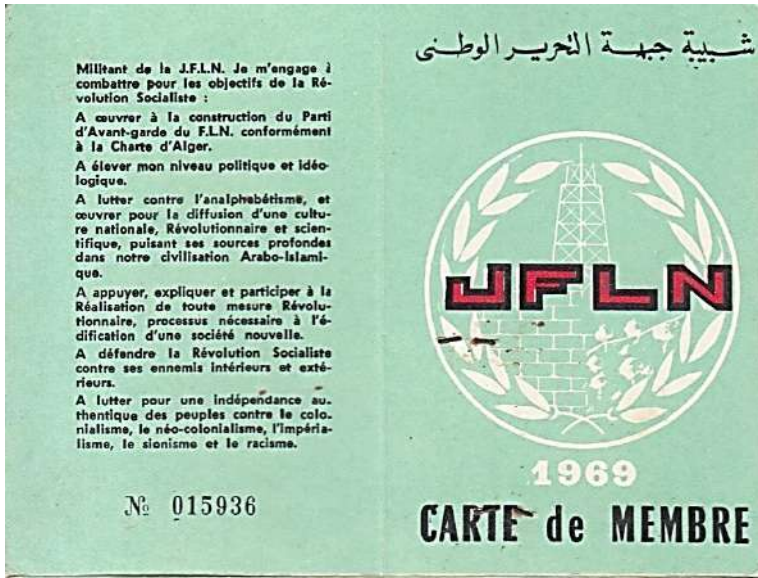 Militant de la J.F.L.N. Je m'engage à
combattre pour les objectifs de la Ré-
volution Socialiste :
A œuvrer à la construction du Parti
d'Avant-garde du F.L.N. conformément
à la Charte d'Alger.
A élever mon niveau politique et idéo-
logique.
A lutter contre l'analphabétisme, et
œuvrer pour la diffusion d'une cultu-
re nationale, Révolutionnaire et scien-
tifique, puisant ses sources profondes
dans notre civilisation Arabo-Islami-
que.
A appuyer, expliquer et participer à la
Réalisation de toute mesure Révolu-
tionnaire, processus nécessaire à l'é-
dification d'une société nouvelle.
A défendre la Révolution Socialiste
contre ses ennemis intérieurs et exté-
rieurs.
A lutter pour une indépendance au-
thentique des peuples contre le colo-
nialisme, le néo-colonialisme, l'impéria-
lisme, le sionisme et le racisme.
№ 015936
شبيبة جبهة التحرير الوطني
JFLN
1969
CARTE de MEMBRE